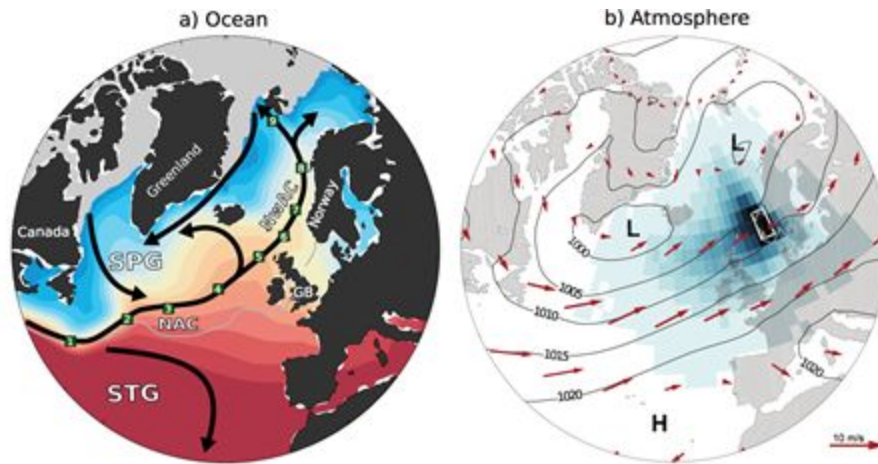 a) Ocean
Greenland
Canada
SPG
NwAC
Norway
GB
NAC
STG
1
2
3
4
5
6
7
8
9
b) Atmosphere
L
L
1000
1005
1010
1015
1020
1020
H
10 m/s